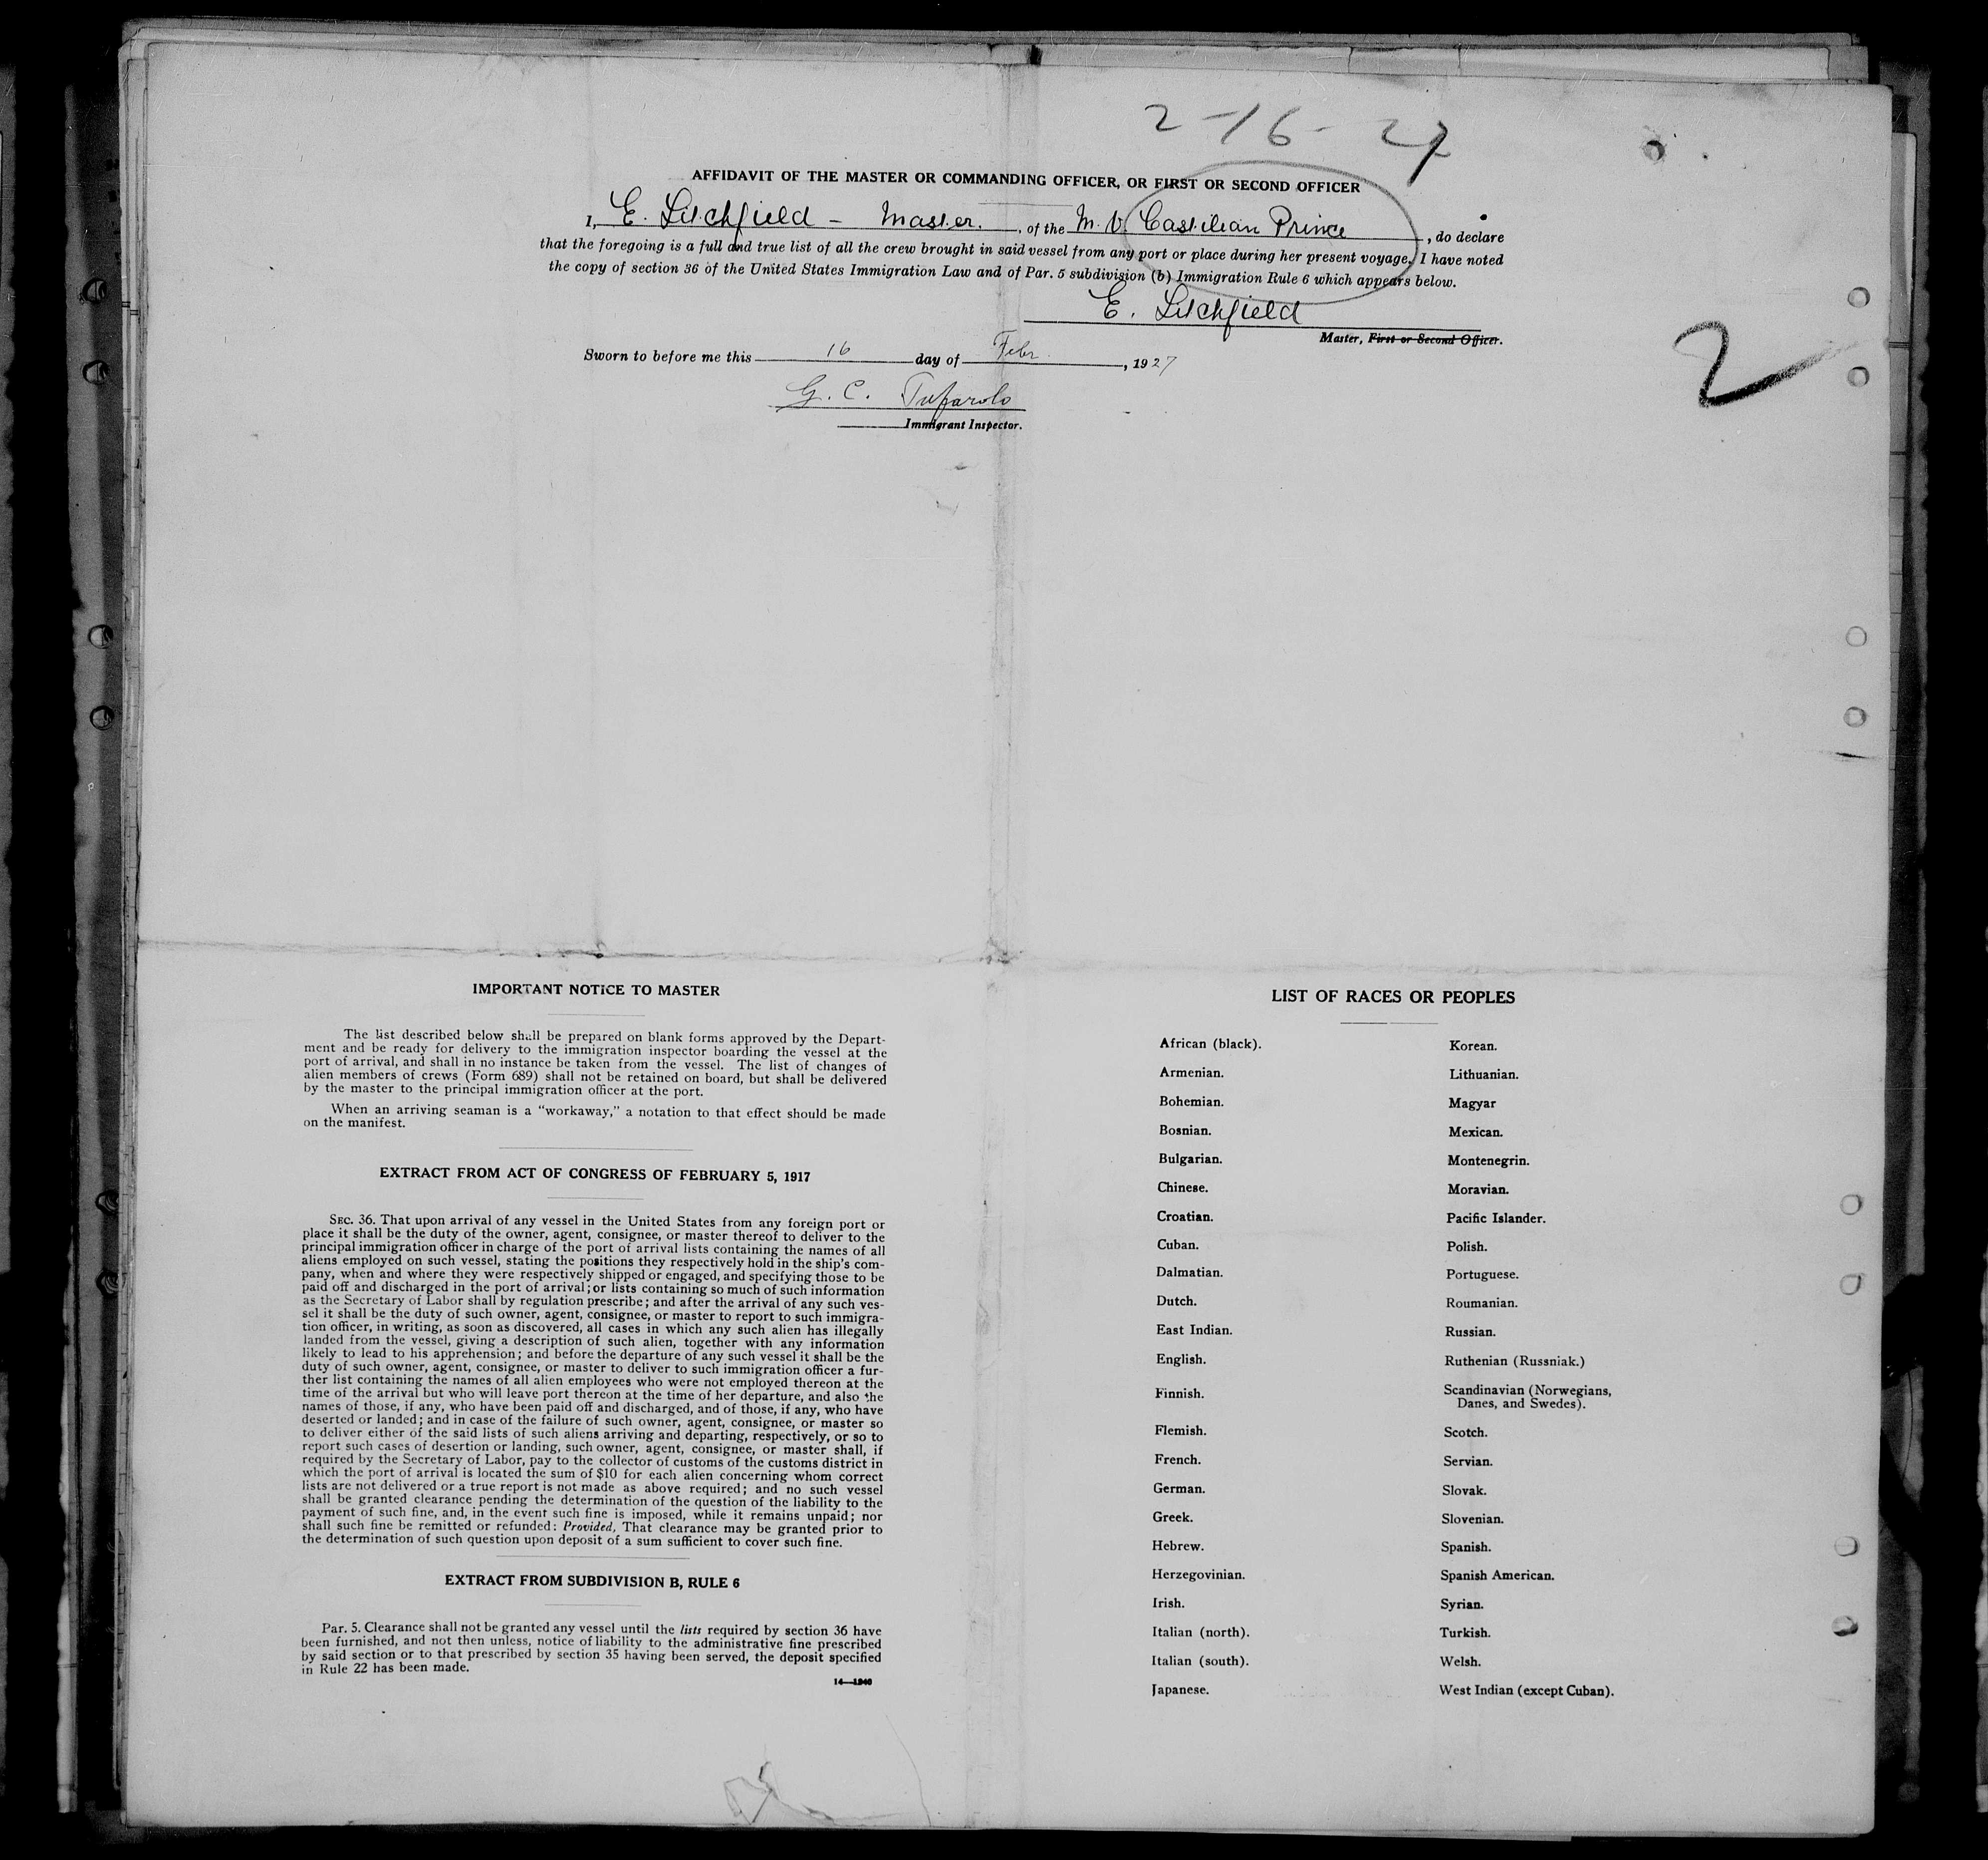 2-16-27
AFFIDAVIT OF THE MASTER OR COMMANDING OFFICER, OR FIRST OR SECOND OFFICER
I, E. Litchfield - Master. , of the M.V. Castilian Prince , do declare
that the foregoing is a full and true list of all the crew brought in said vessel from any port or place during her present voyage. I have noted
the copy of section 36 of the United States Immigration Law and of Par. 5 subdivision (b) Immigration Rule 6 which appears below.
E. Litchfield
Master, First or Second Officer.
2
Sworn to before me this 16 day of Febr , 1927
G. C.
Immigrant Inspector.
IMPORTANT NOTICE TO MASTER
The list described below shall be prepared on blank forms approved by the Depart-
ment and be ready for delivery to the immigration inspector boarding the vessel at the
port of arrival, and shall in no instance be taken from the vessel. The list of changes of
alien members of crews (Form 689) shall not be retained on board, but shall be delivered
by the master to the principal immigration officer at the port.
When an arriving seaman is a "workaway," a notation to that effect should be made
on the manifest.
EXTRACT FROM ACT OF CONGRESS OF FEBRUARY 5, 1917
SEC. 36. That upon arrival of any vessel in the United States from any foreign port or
place it shall be the duty of the owner, agent, consignee, or master thereof to deliver to the
principal immigration officer in charge of the port of arrival lists containing the names of all
aliens employed on such vessel, stating the positions they respectively hold in the ship's com-
pany, when and where they were respectively shipped or engaged, and specifying those to be
paid off and discharged in the port of arrival; or lists containing so much of such information
as the Secretary of Labor shall by regulation prescribe; and after the arrival of any such ves-
sel it shall be the duty of such owner, agent, consignee, or master to report to such immigra-
tion officer, in writing, as soon as discovered, all cases in which any such alien has illegally
landed from the vessel, giving a description of such alien, together with any information
likely to lead to his apprehension; and before the departure of any such vessel it shall be the
duty of such owner, agent, consignee, or master to deliver to such immigration officer a fur-
ther list containing the names of all alien employees who were not employed thereon at the
time of the arrival but who will leave port thereon at the time of her departure, and also the
names of those, if any, who have been paid off and discharged, and of those, if any, who have
deserted or landed; and in case of the failure of such owner, agent, consignee, or master so
to deliver either of the said lists of such aliens arriving and departing, respectively, or so to
report such cases of desertion or landing, such owner, agent, consignee, or master shall, if
required by the Secretary of Labor, pay to the collector of customs of the customs district in
which the port of arrival is located the sum of $10 for each alien concerning whom correct
lists are not delivered or a true report is not made as above required; and no such vessel
shall be granted clearance pending the determination of the question of the liability to the
payment of such fine, and, in the event such fine is imposed, while it remains unpaid; nor
shall such fine be remitted or refunded: Provided, That clearance may be granted prior to
the determination of such question upon deposit of a sum sufficient to cover such fine.
EXTRACT FROM SUBDIVISION B, RULE 6
Par. 5. Clearance shall not be granted any vessel until the lists required by section 36 have
been furnished, and not then unless, notice of liability to the administrative fine prescribed
by said section or to that prescribed by section 35 having been served, the deposit specified
in Rule 22 has been made.
14—1240
LIST OF RACES OR PEOPLES
African (black).
Armenian.
Bohemian.
Bosnian.
Bulgarian.
Chinese.
Croatian.
Cuban.
Dalmatian.
Dutch.
East Indian.
English.
Finnish.
Flemish.
French.
German.
Greek.
Hebrew.
Herzegovinian.
Irish.
Italian (north).
Italian (south).
Japanese.
Korean.
Lithuanian.
Magyar
Mexican.
Montenegrin.
Moravian.
Pacific Islander.
Polish.
Portuguese.
Roumanian.
Russian.
Ruthenian (Russniak.)
Scandinavian (Norwegians,
Danes, and Swedes).
Scotch.
Servian.
Slovak.
Slovenian.
Spanish.
Spanish American.
Syrian.
Turkish.
Welsh.
West Indian (except Cuban).